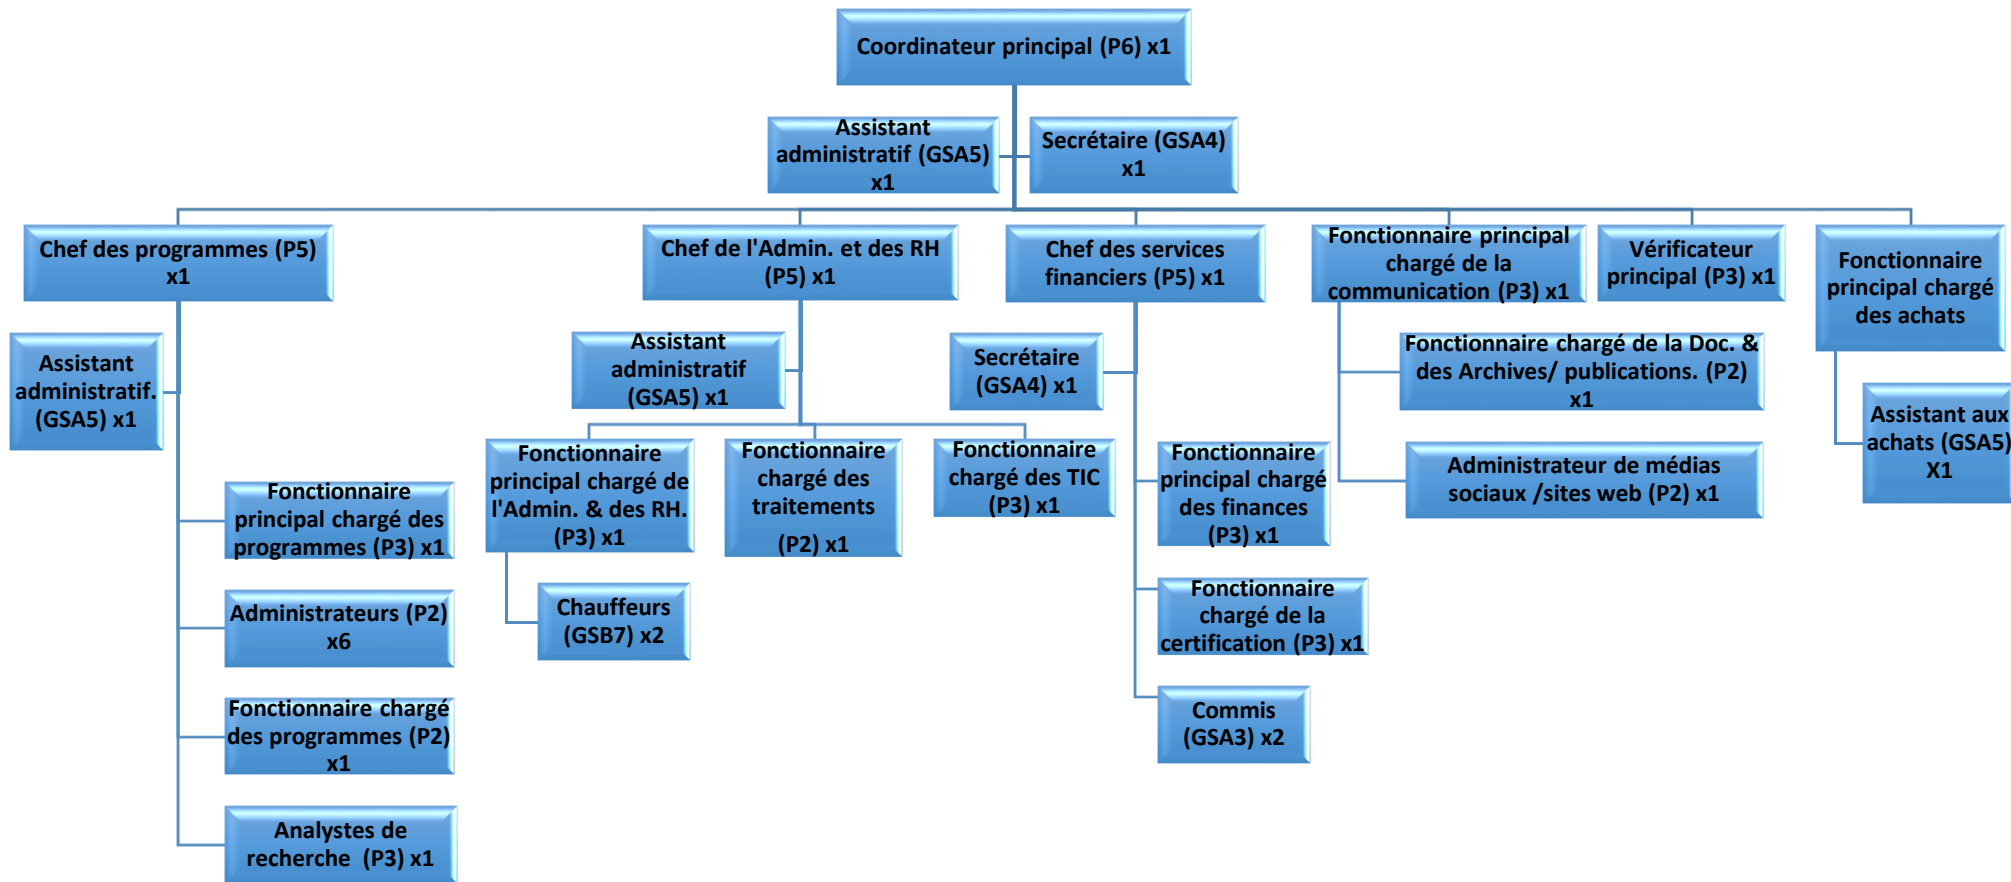 Coordinateur principal (P6) x1
Assistant
administratif (GSA5)
x1
Secrétaire (GSA4)
x1
Chef des programmes (P5)
x1
Chef de l'Admin. et des RH
(P5) x1
Chef des services
financiers (P5) x1
Fonctionnaire principal
chargé de la
communication (P3) x1
Vérificateur
principal (P3) x1
Fonctionnaire
principal chargé
des achats
Assistant
administratif.
(GSA5) x1
Assistant
administratif
(GSA5) x1
Secrétaire
(GSA4) x1
Fonctionnaire chargé de la Doc. &
des Archives/ publications. (P2)
x1
Assistant aux
achats (GSA5)
X1
Fonctionnaire
principal chargé de
l'Admin. & des RH.
(P3) x1
Fonctionnaire
chargé des
traitements
(P2) x1
Fonctionnaire
chargé des TIC
(P3) x1
Fonctionnaire
principal chargé
des finances
(P3) x1
Administrateur de médias
sociaux /sites web (P2) x1
Fonctionnaire
principal chargé des
programmes (P3) x1
Chauffeurs
(GSB7) x2
Fonctionnaire
chargé de la
certification (P3) x1
Administrateurs (P2)
x6
Commis
(GSA3) x2
Fonctionnaire chargé
des programmes (P2)
x1
Analystes de
recherche (P3) x1